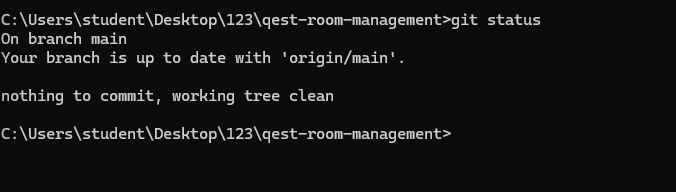 C:\Users\student\Desktop\123\qest-room-management>git status
On branch main
Your branch is up to date with 'origin/main'.
nothing to commit, working tree clean
C:\Users\student\Desktop\123\qest-room-management>